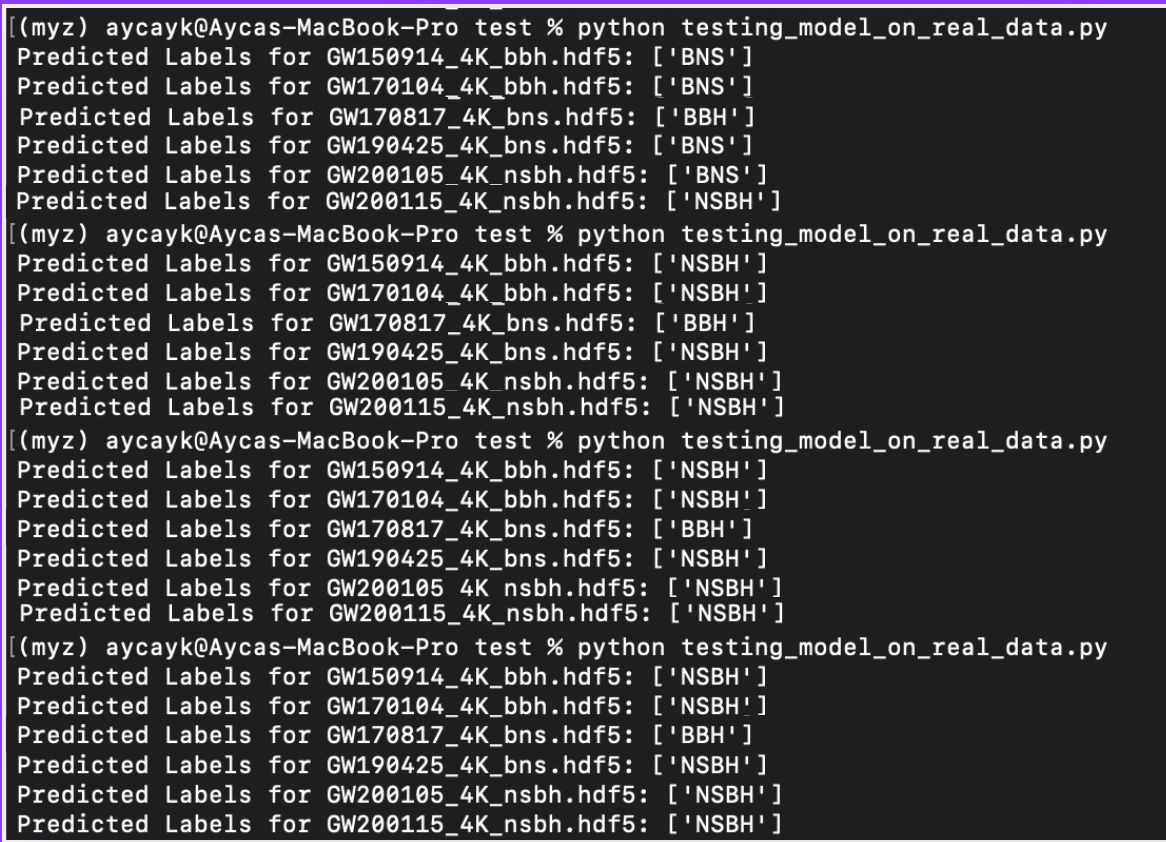 [(myz) aycayk@Aycas-MacBook-Pro test % python testing_model_on_real_data.py
Predicted Labels for GW150914_4K_bbh.hdf5: ['BNS']
Predicted Labels for GW170104_4K_bbh.hdf5: ['BNS']
Predicted Labels for GW170817_4K_bns.hdf5: ['BBH']
Predicted Labels for GW190425_4K_bns.hdf5: ['BNS']
Predicted Labels for GW200105_4K_nsbh.hdf5: ['BNS']
Predicted Labels for GW200115_4K_nsbh.hdf5: ['NSBH']
[(myz) aycayk@Aycas-MacBook-Pro test % python testing_model_on_real_data.py
Predicted Labels for GW150914_4K_bbh.hdf5: ['NSBH']
Predicted Labels for GW170104_4K_bbh.hdf5: ['NSBH']
Predicted Labels for GW170817_4K_bns.hdf5: ['BBH']
Predicted Labels for GW190425_4K_bns.hdf5: ['NSBH']
Predicted Labels for GW200105_4K_nsbh.hdf5: ['NSBH']
Predicted Labels for GW200115_4K_nsbh.hdf5: ['NSBH']
[(myz) aycayk@Aycas-MacBook-Pro test % python testing_model_on_real_data.py
Predicted Labels for GW150914_4K_bbh.hdf5: ['NSBH']
Predicted Labels for GW170104_4K_bbh.hdf5: ['NSBH']
Predicted Labels for GW170817_4K_bns.hdf5: ['BBH']
Predicted Labels for GW190425_4K_bns.hdf5: ['NSBH']
Predicted Labels for GW200105 4K nsbh.hdf5: ['NSBH']
Predicted Labels for GW200115_4K_nsbh.hdf5: ['NSBH']
[(myz) aycayk@Aycas-MacBook-Pro test % python testing_model_on_real_data.py
Predicted Labels for GW150914_4K_bbh.hdf5: ['NSBH']
Predicted Labels for GW170104_4K_bbh.hdf5: ['NSBH']
Predicted Labels for GW170817_4K_bns.hdf5: ['BBH']
Predicted Labels for GW190425_4K_bns.hdf5: ['NSBH']
Predicted Labels for GW200105_4K_nsbh.hdf5: ['NSBH']
Predicted Labels for GW200115_4K_nsbh.hdf5: ['NSBH']